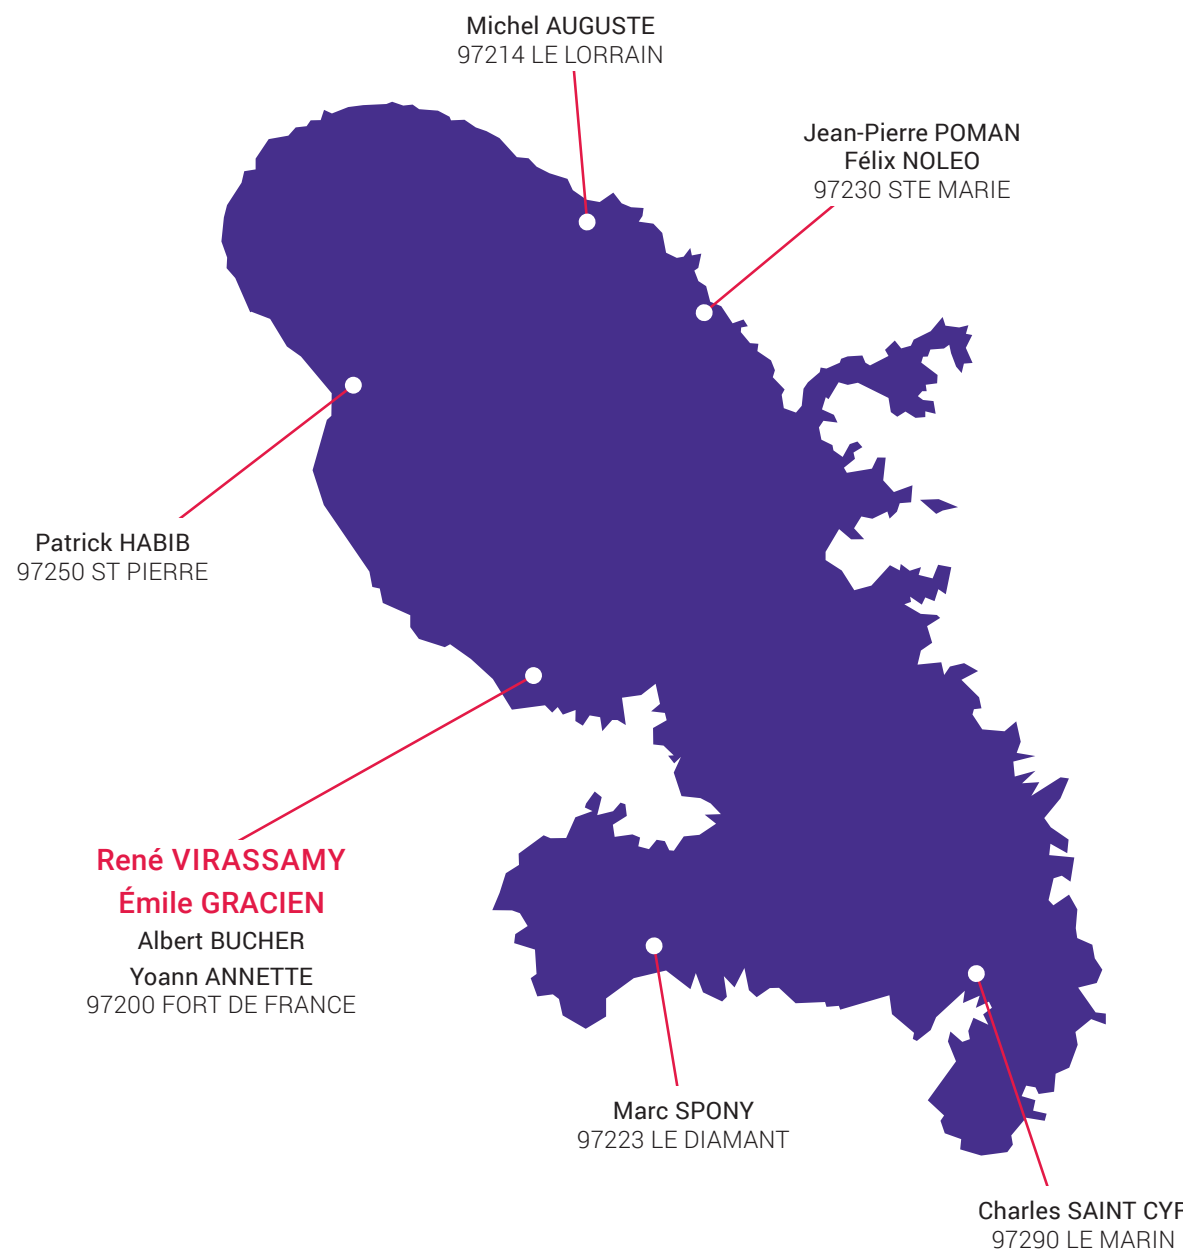 Michel AUGUSTE
97214 LE LORRAIN
Jean-Pierre POMAN
Félix NOLEO
97230 STE MARIE
Patrick HABIB
97250 ST PIERRE
René VIRASSAMY
Émile GRACIEN
Albert BUCHER
Yoann ANNETTE
97200 FORT DE FRANCE
Marc SPONY
97223 LE DIAMANT
Charles SAINT CYR
97290 LE MARIN